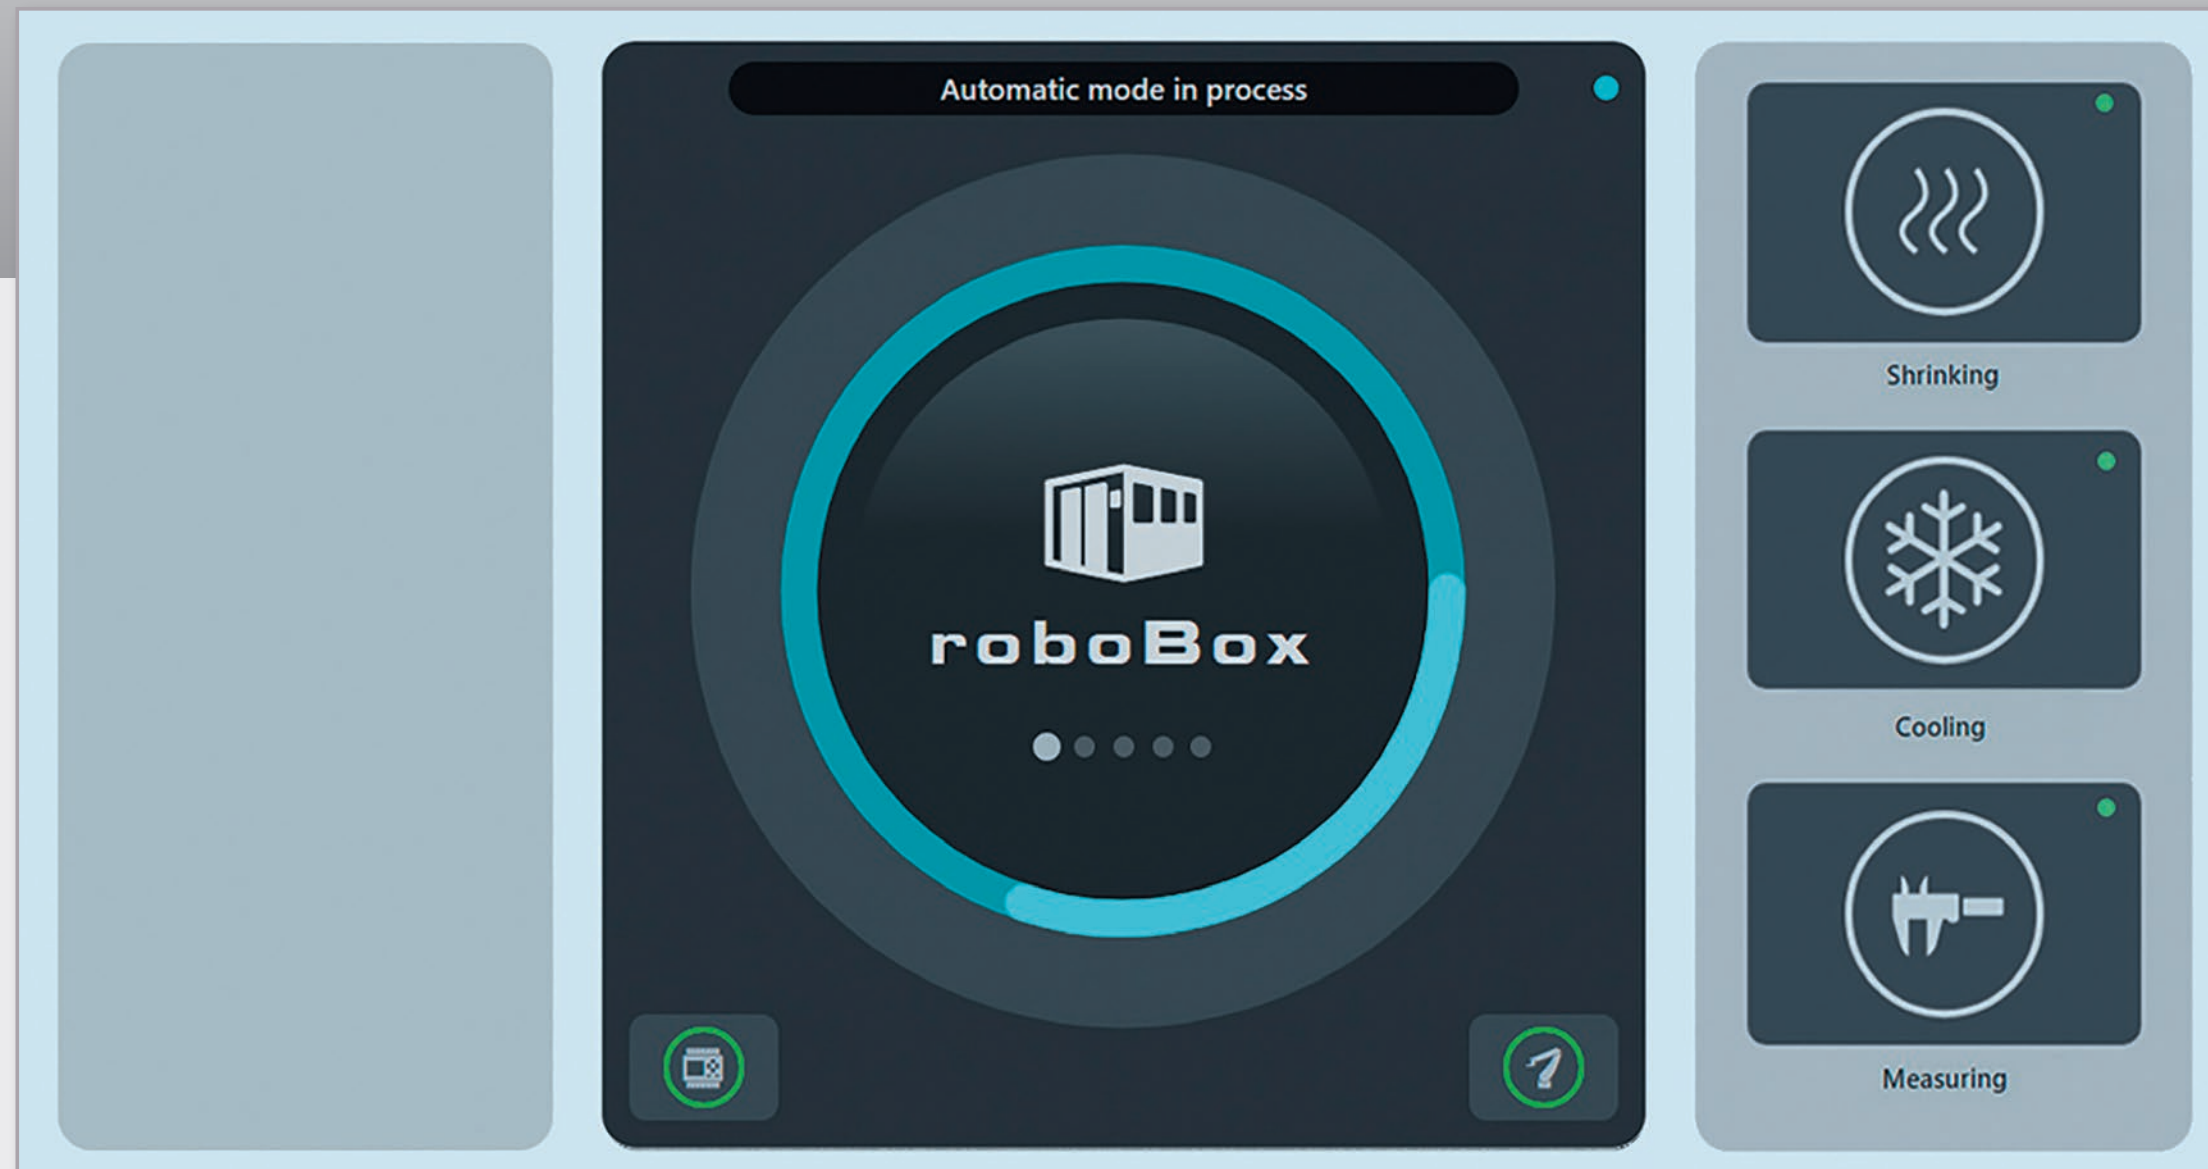 Automatic mode in process
roboBox
Shrinking
Cooling
Measuring